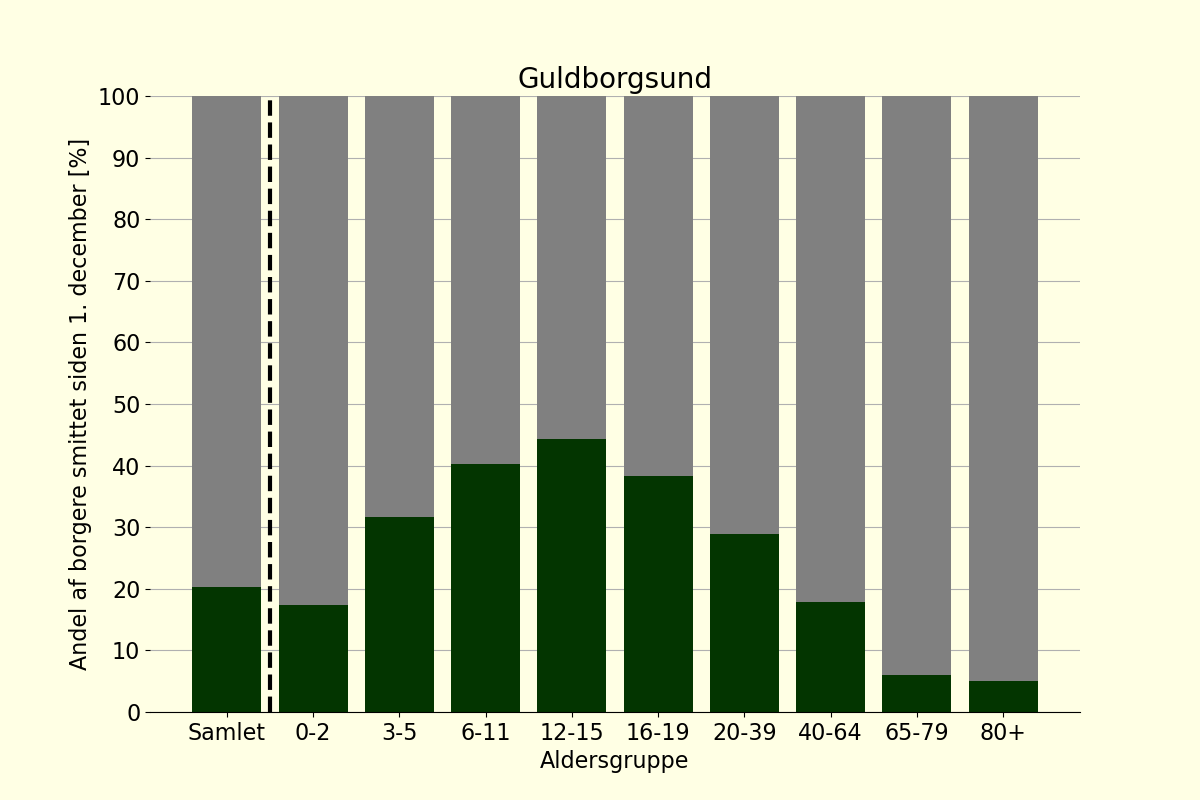 Guldborgsund
Andel af borgere smittet siden 1. december [%]
100
90
80
70
60
50
40
30
20
10
0
Samlet 0-2 3-5 6-11 12-15 16-19 20-39 40-64 65-79 80+
Aldersgruppe